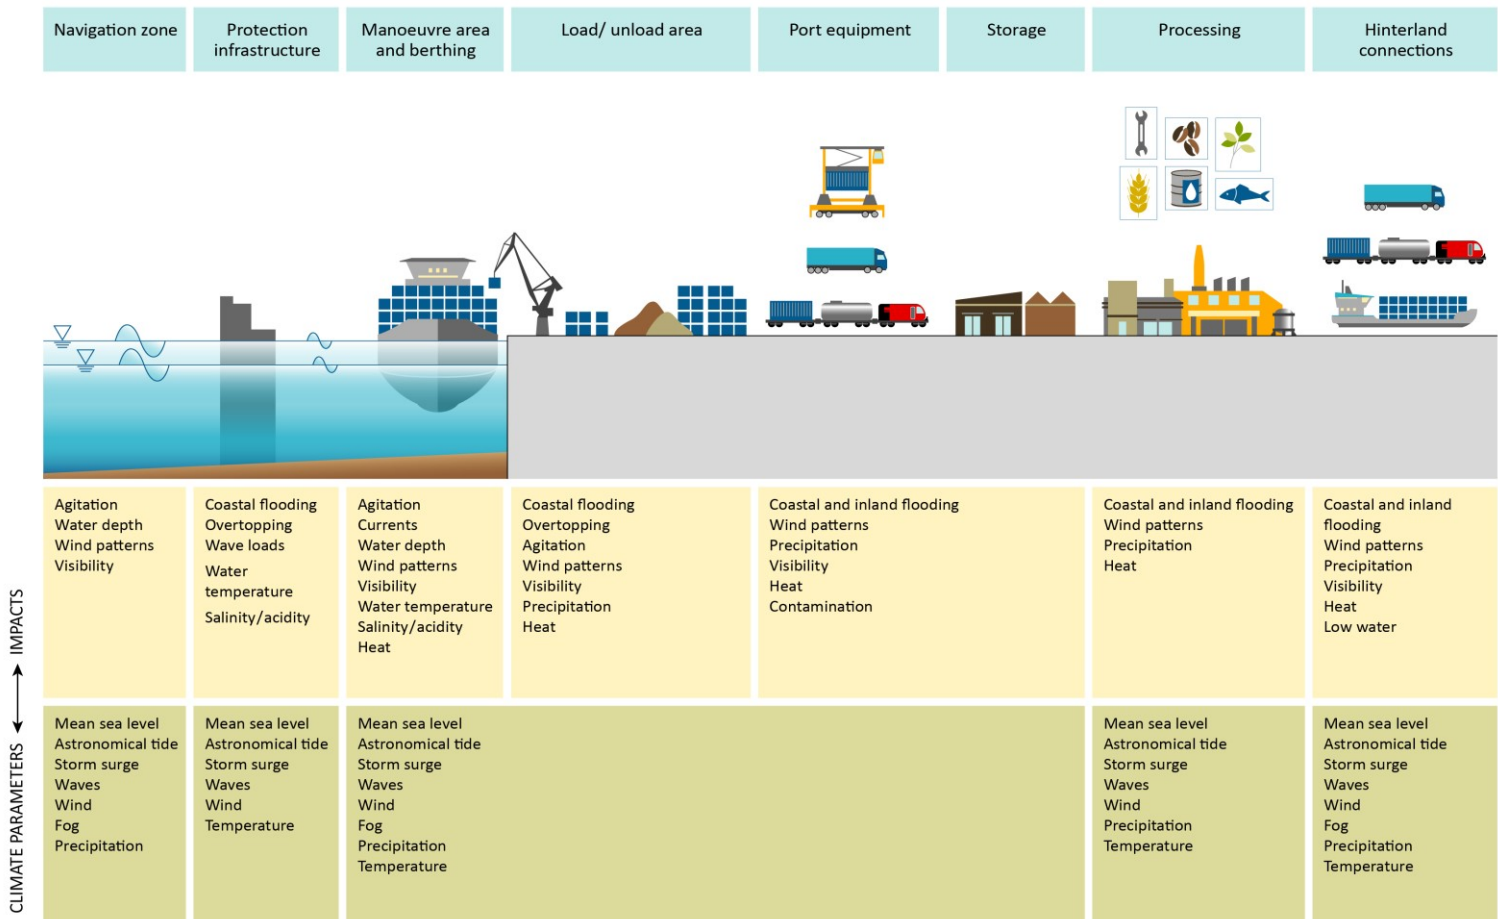 Navigation zone
Protection
infrastructure
Manoeuvre area
and berthing
Load/ unload area
Port equipment
Storage
Processing
Hinterland
connections
IMPACTS
Agitation
Water depth
Wind patterns
Visibility
Coastal flooding
Overtopping
Wave loads
Water
temperature
Salinity/acidity
Agitation
Currents
Water depth
Wind patterns
Visibility
Water temperature
Salinity/acidity
Heat
Coastal flooding
Overtopping
Agitation
Wind patterns
Visibility
Precipitation
Heat
Coastal and inland flooding
Wind patterns
Precipitation
Visibility
Heat
Contamination
Coastal and inland flooding
Wind patterns
Precipitation
Heat
Coastal and inland
flooding
Wind patterns
Precipitation
Visibility
Heat
Low water
CLIMATE PARAMETERS
Mean sea level
Astronomical tide
Storm surge
Waves
Wind
Fog
Precipitation
Mean sea level
Astronomical tide
Storm surge
Waves
Wind
Temperature
Mean sea level
Astronomical tide
Storm surge
Waves
Wind
Fog
Precipitation
Temperature
Mean sea level
Astronomical tide
Storm surge
Waves
Wind
Precipitation
Temperature
Mean sea level
Astronomical tide
Storm surge
Waves
Wind
Fog
Precipitation
Temperature